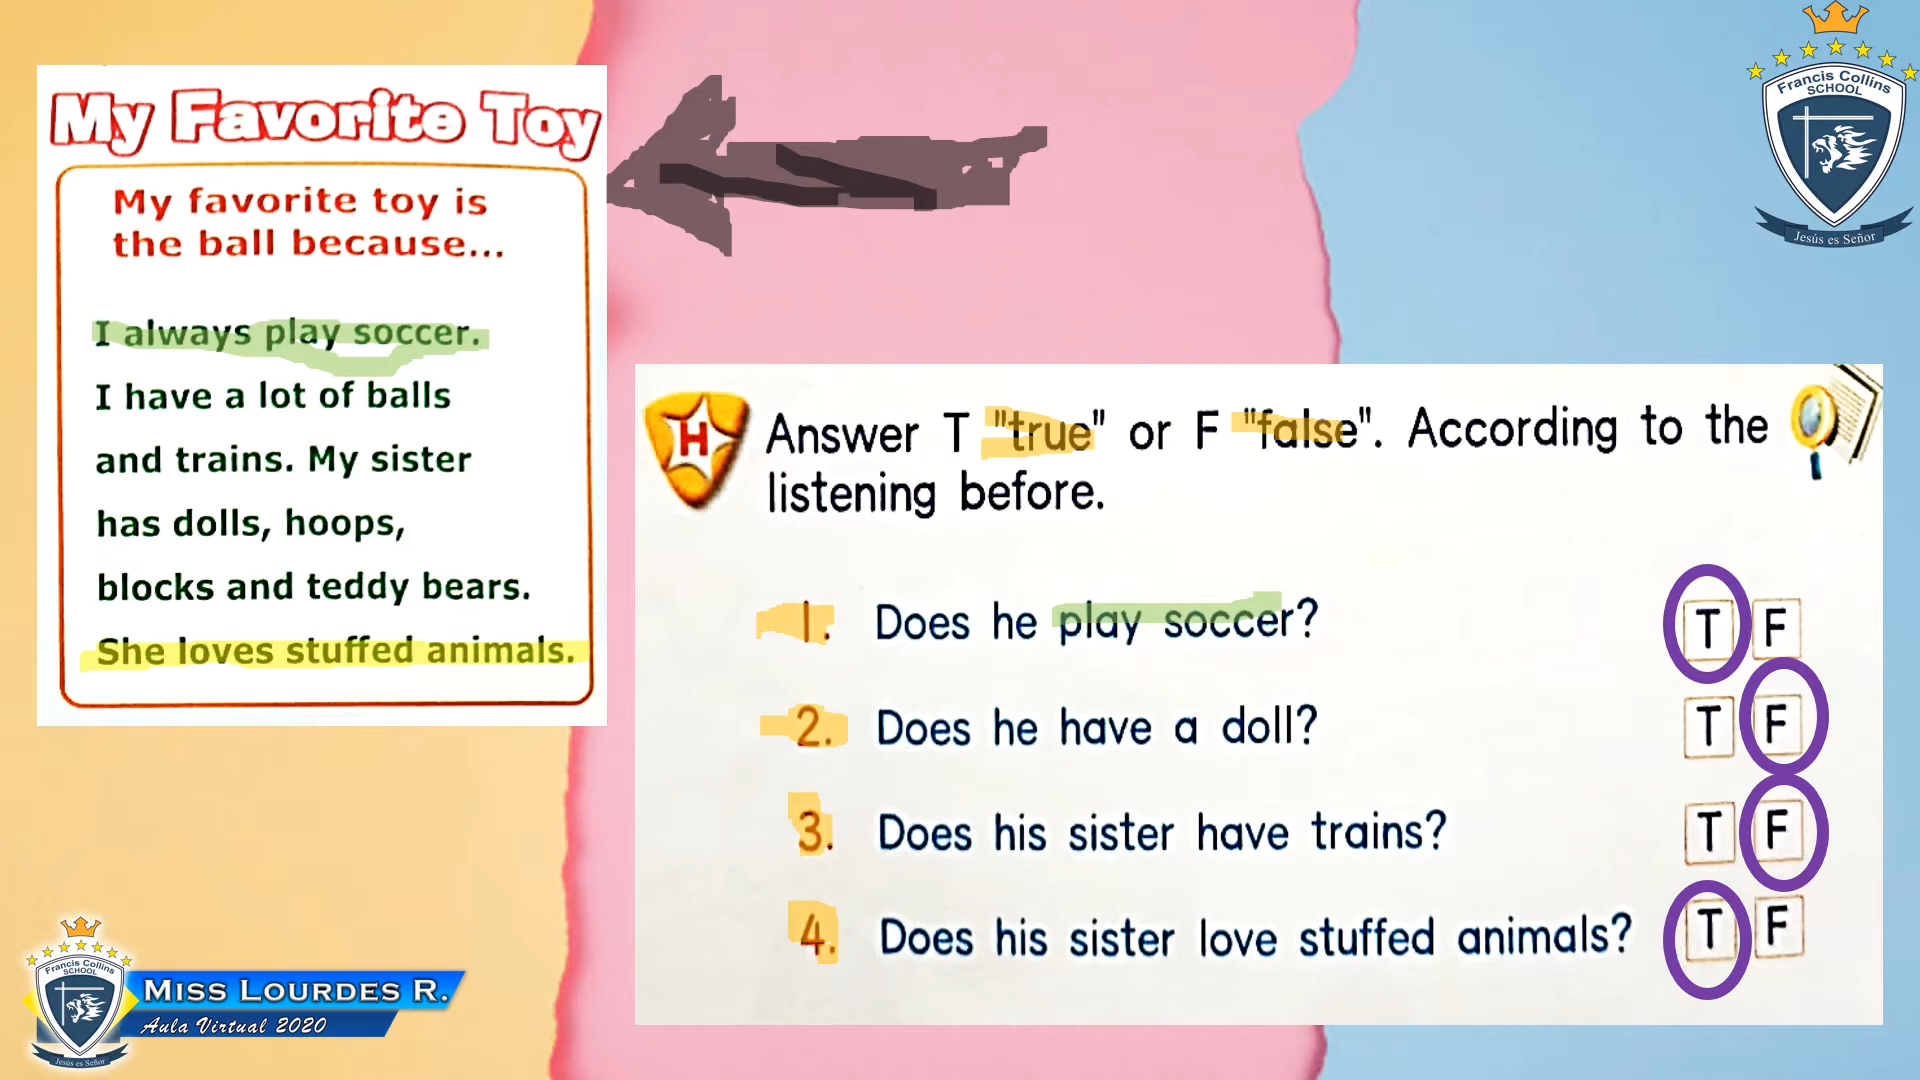 My Favorite Toy
My favorite toy is
the ball because...
I always play soccer.
I have a lot of balls
and trains. My sister
has dolls, hoops,
blocks and teddy bears.
She loves stuffed animals.
Francis Collins
SCHOOL
Jesús es Señor
H
Answer T "true" or F "false". According to the
listening before.
1. Does he play soccer? T F
2. Does he have a doll? T F
3. Does his sister have trains? T F
4. Does his sister love stuffed animals? T F
Francis Collins
SCHOOL
Jesús es Señor
MISS LOURDES R.
Aula Virtual 2020